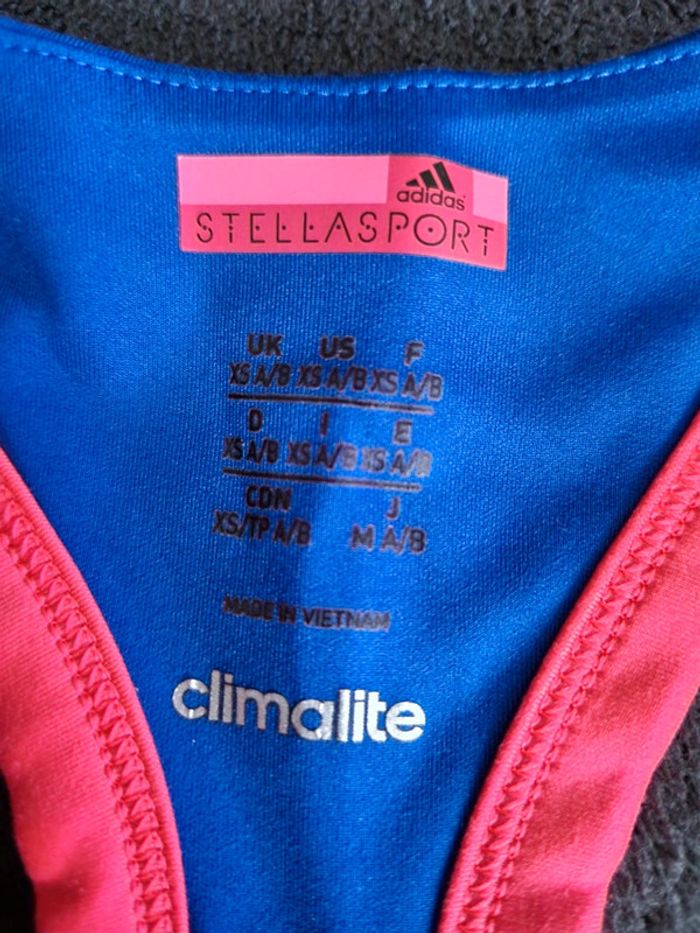 adidas
STELLASPORT
UK US F
XS A/B XS A/B XS A/B
D I E
XS A/B XS A/B XS A/B
CDN J
XS/TP A/B M A/B
MADE IN VIETNAM
climalite